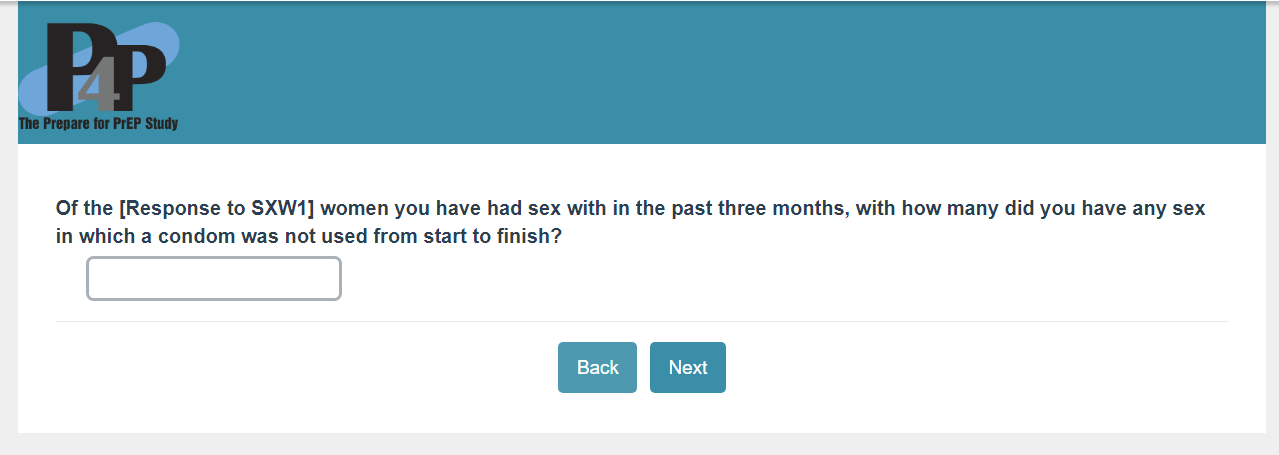 P4P
The Prepare for PrEP Study
Of the [Response to SXW1] women you have had sex with in the past three months, with how many did you have any sex
in which a condom was not used from start to finish?
Back
Next